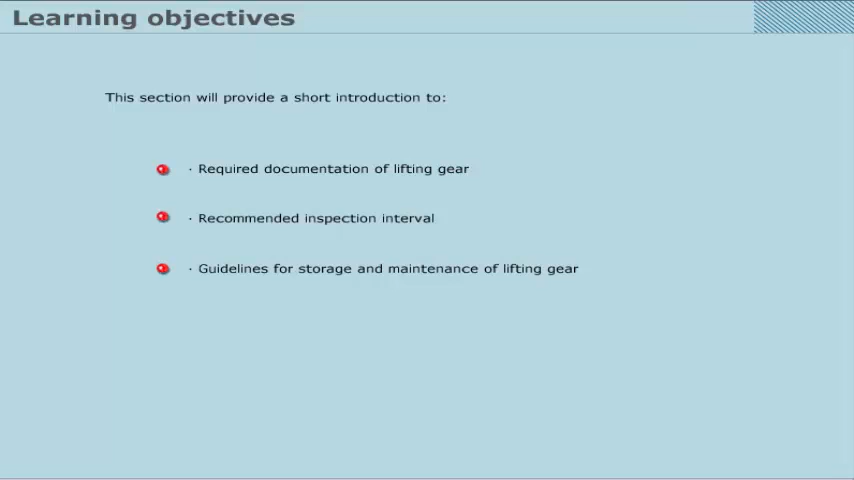 Learning objectives
This section will provide a short introduction to:
· Required documentation of lifting gear
· Recommended inspection interval
· Guidelines for storage and maintenance of lifting gear